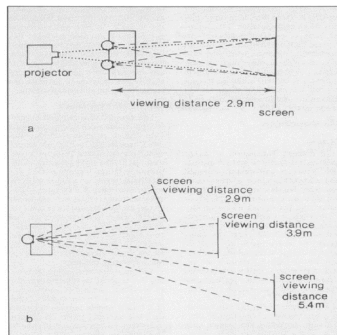 projector
viewing distance 2.9m
screen
a
screen
viewing distance
2.9m
screen
viewing distance
3.9m
screen
viewing
distance
5.4m
b